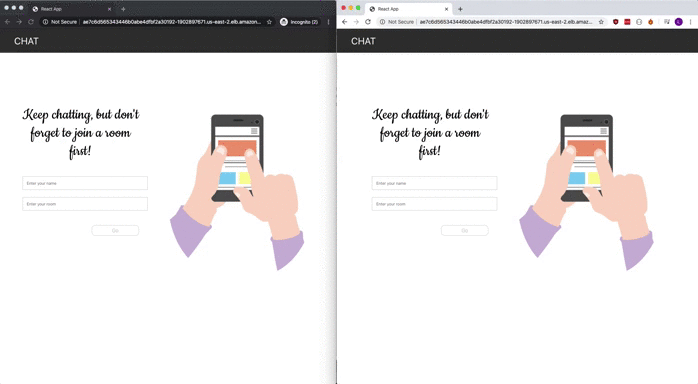 React App
Not Secure
ae7c6d565343446b0abe4dfbf2a30192-1902897671.us-east-2.elb.amazon...
Incognito (2)
CHAT
Keep chatting, but don't
forget to join a room
first!
Enter your name
Enter your room
Go
React App
Not Secure
ae7c6d565343446b0abe4dfbf2a30192-1902897671.us-east-2.elb.amaz...
CHAT
Keep chatting, but don't
forget to join a room
first!
Enter your name
Enter your room
Go